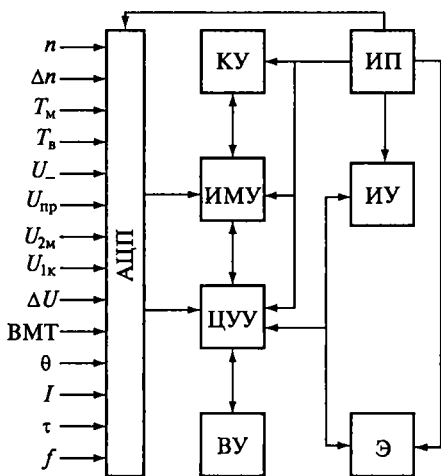 n
Δn
Tм
Tв
U_
Uпр
U2м
U1к
ΔU
ВМТ
θ
I
τ
f
АЦП
КУ
ИП
ИМУ
ИУ
ЦУУ
ВУ
Э